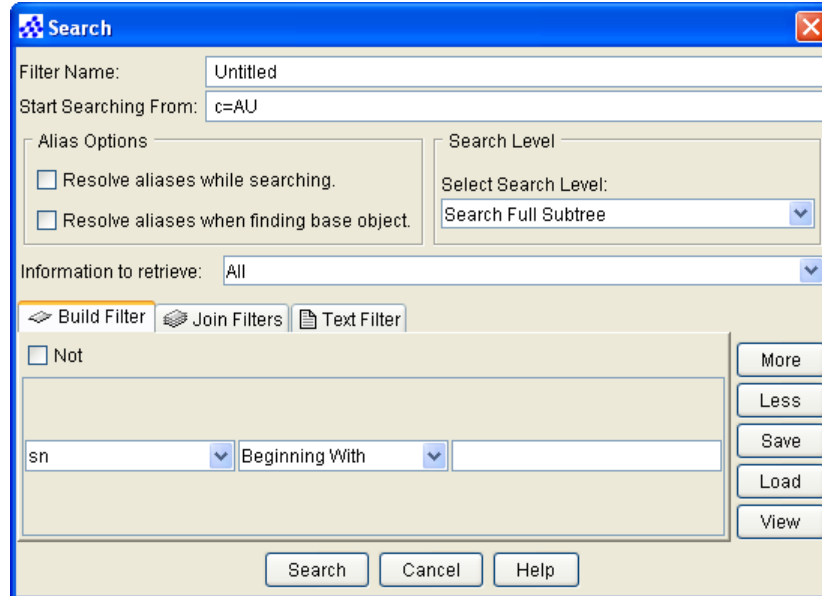 Search
Filter Name: Untitled
Start Searching From: c=AU
Alias Options
Resolve aliases while searching.
Resolve aliases when finding base object.
Search Level
Select Search Level:
Search Full Subtree
Information to retrieve: All
Build Filter Join Filters Text Filter
Not
sn Beginning With
More
Less
Save
Load
View
Search Cancel Help